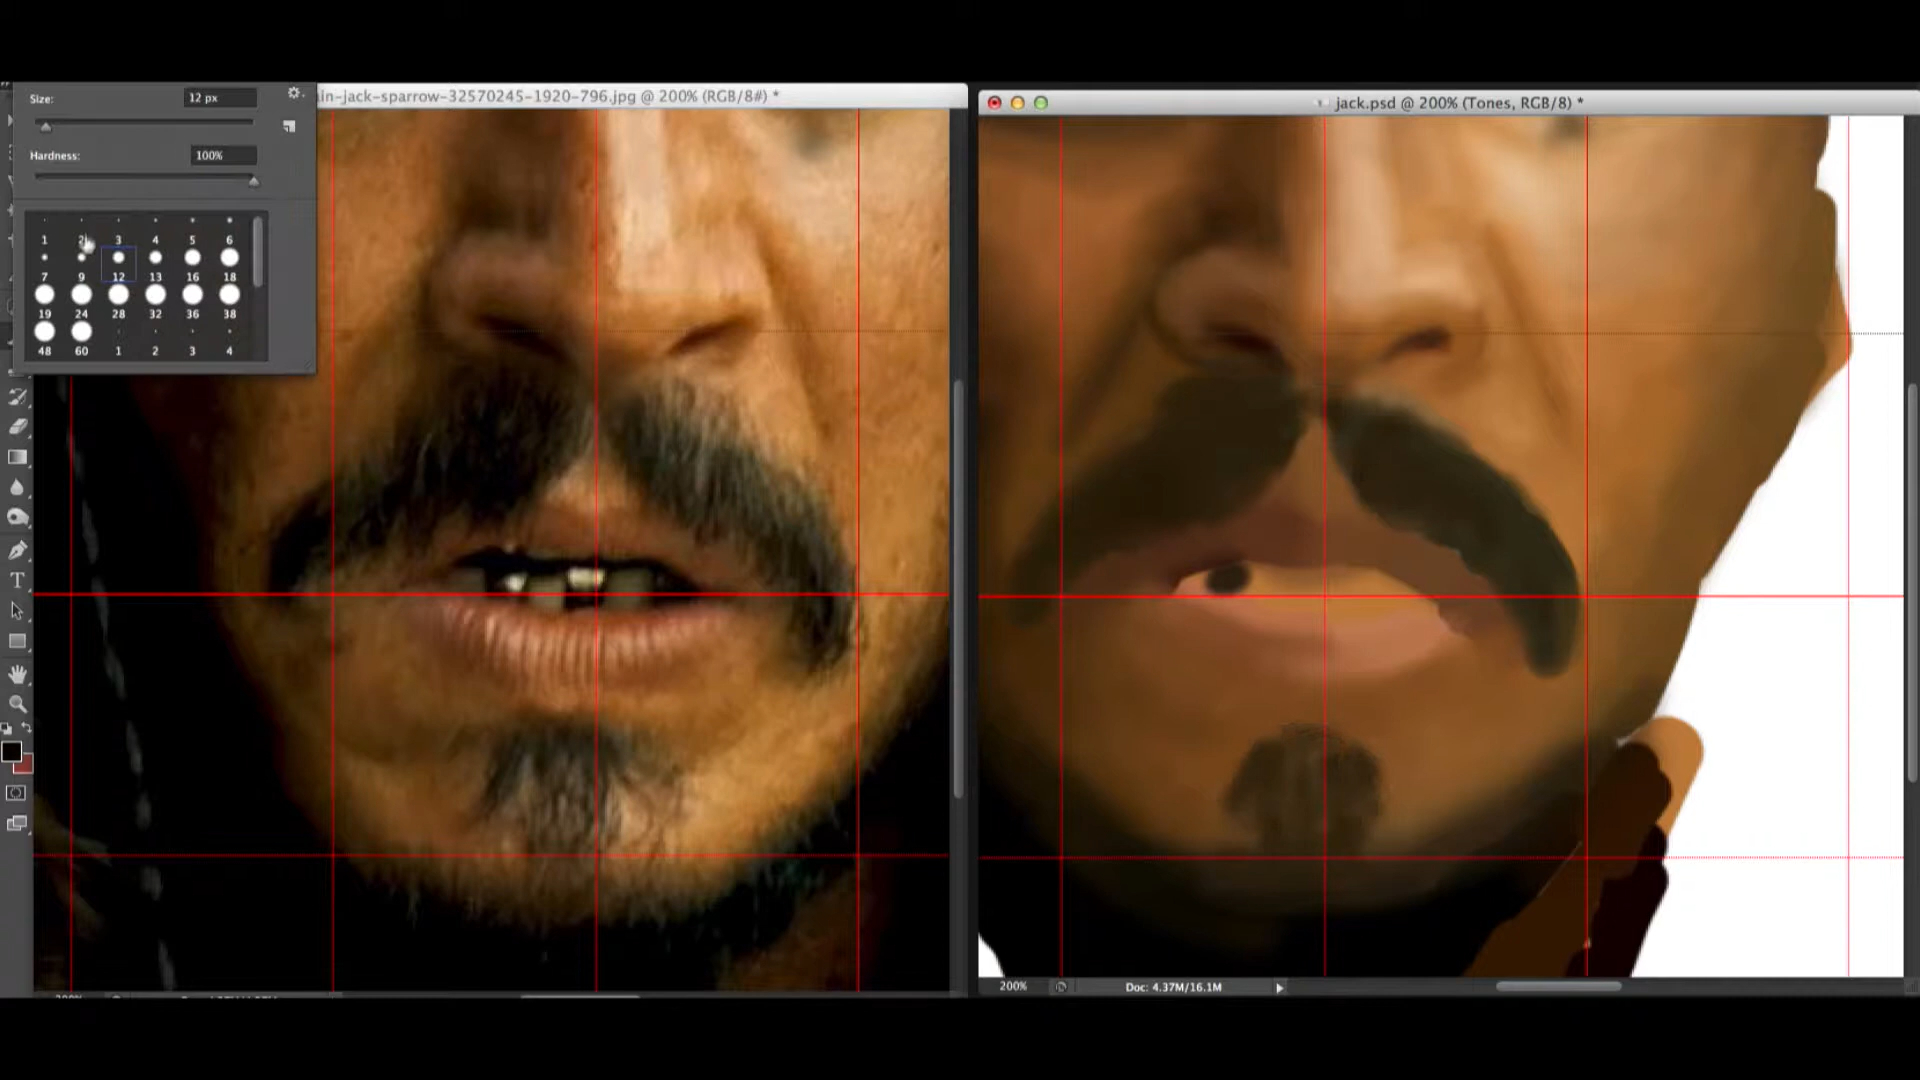 Size:
12 px
in-jack-sparrow-32570245-1920-796.jpg @ 200% (RGB/8#) *
jack.psd @ 200% (Tones, RGB/8) *
Hardness:
100%
1 2 3 4 5 6
7 9 12 13 16 18
19 24 28 32 36 38
48 60 1 2 3 4
T
200%
Doc: 4.37M/16.1M